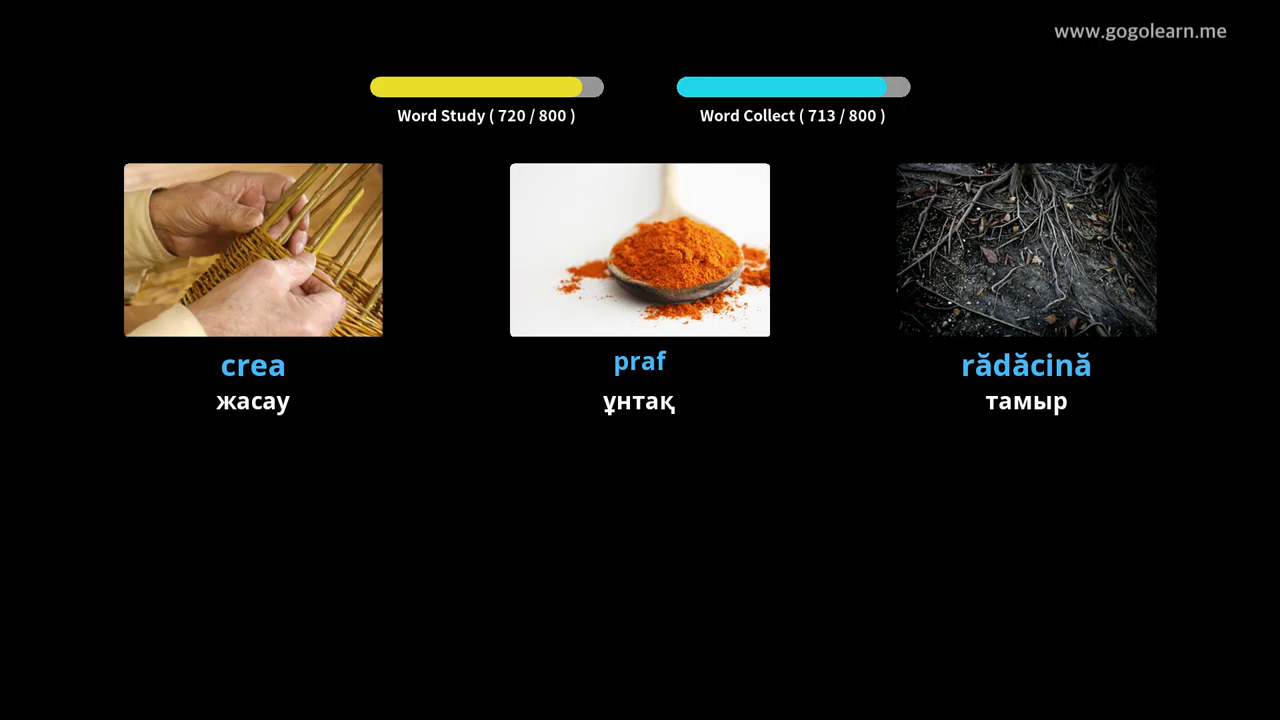 www.gogolearn.me
Word Study ( 720 / 800 )
Word Collect ( 713 / 800 )
crea
praf
rădăcină
жасау
ұнтақ
тамыр